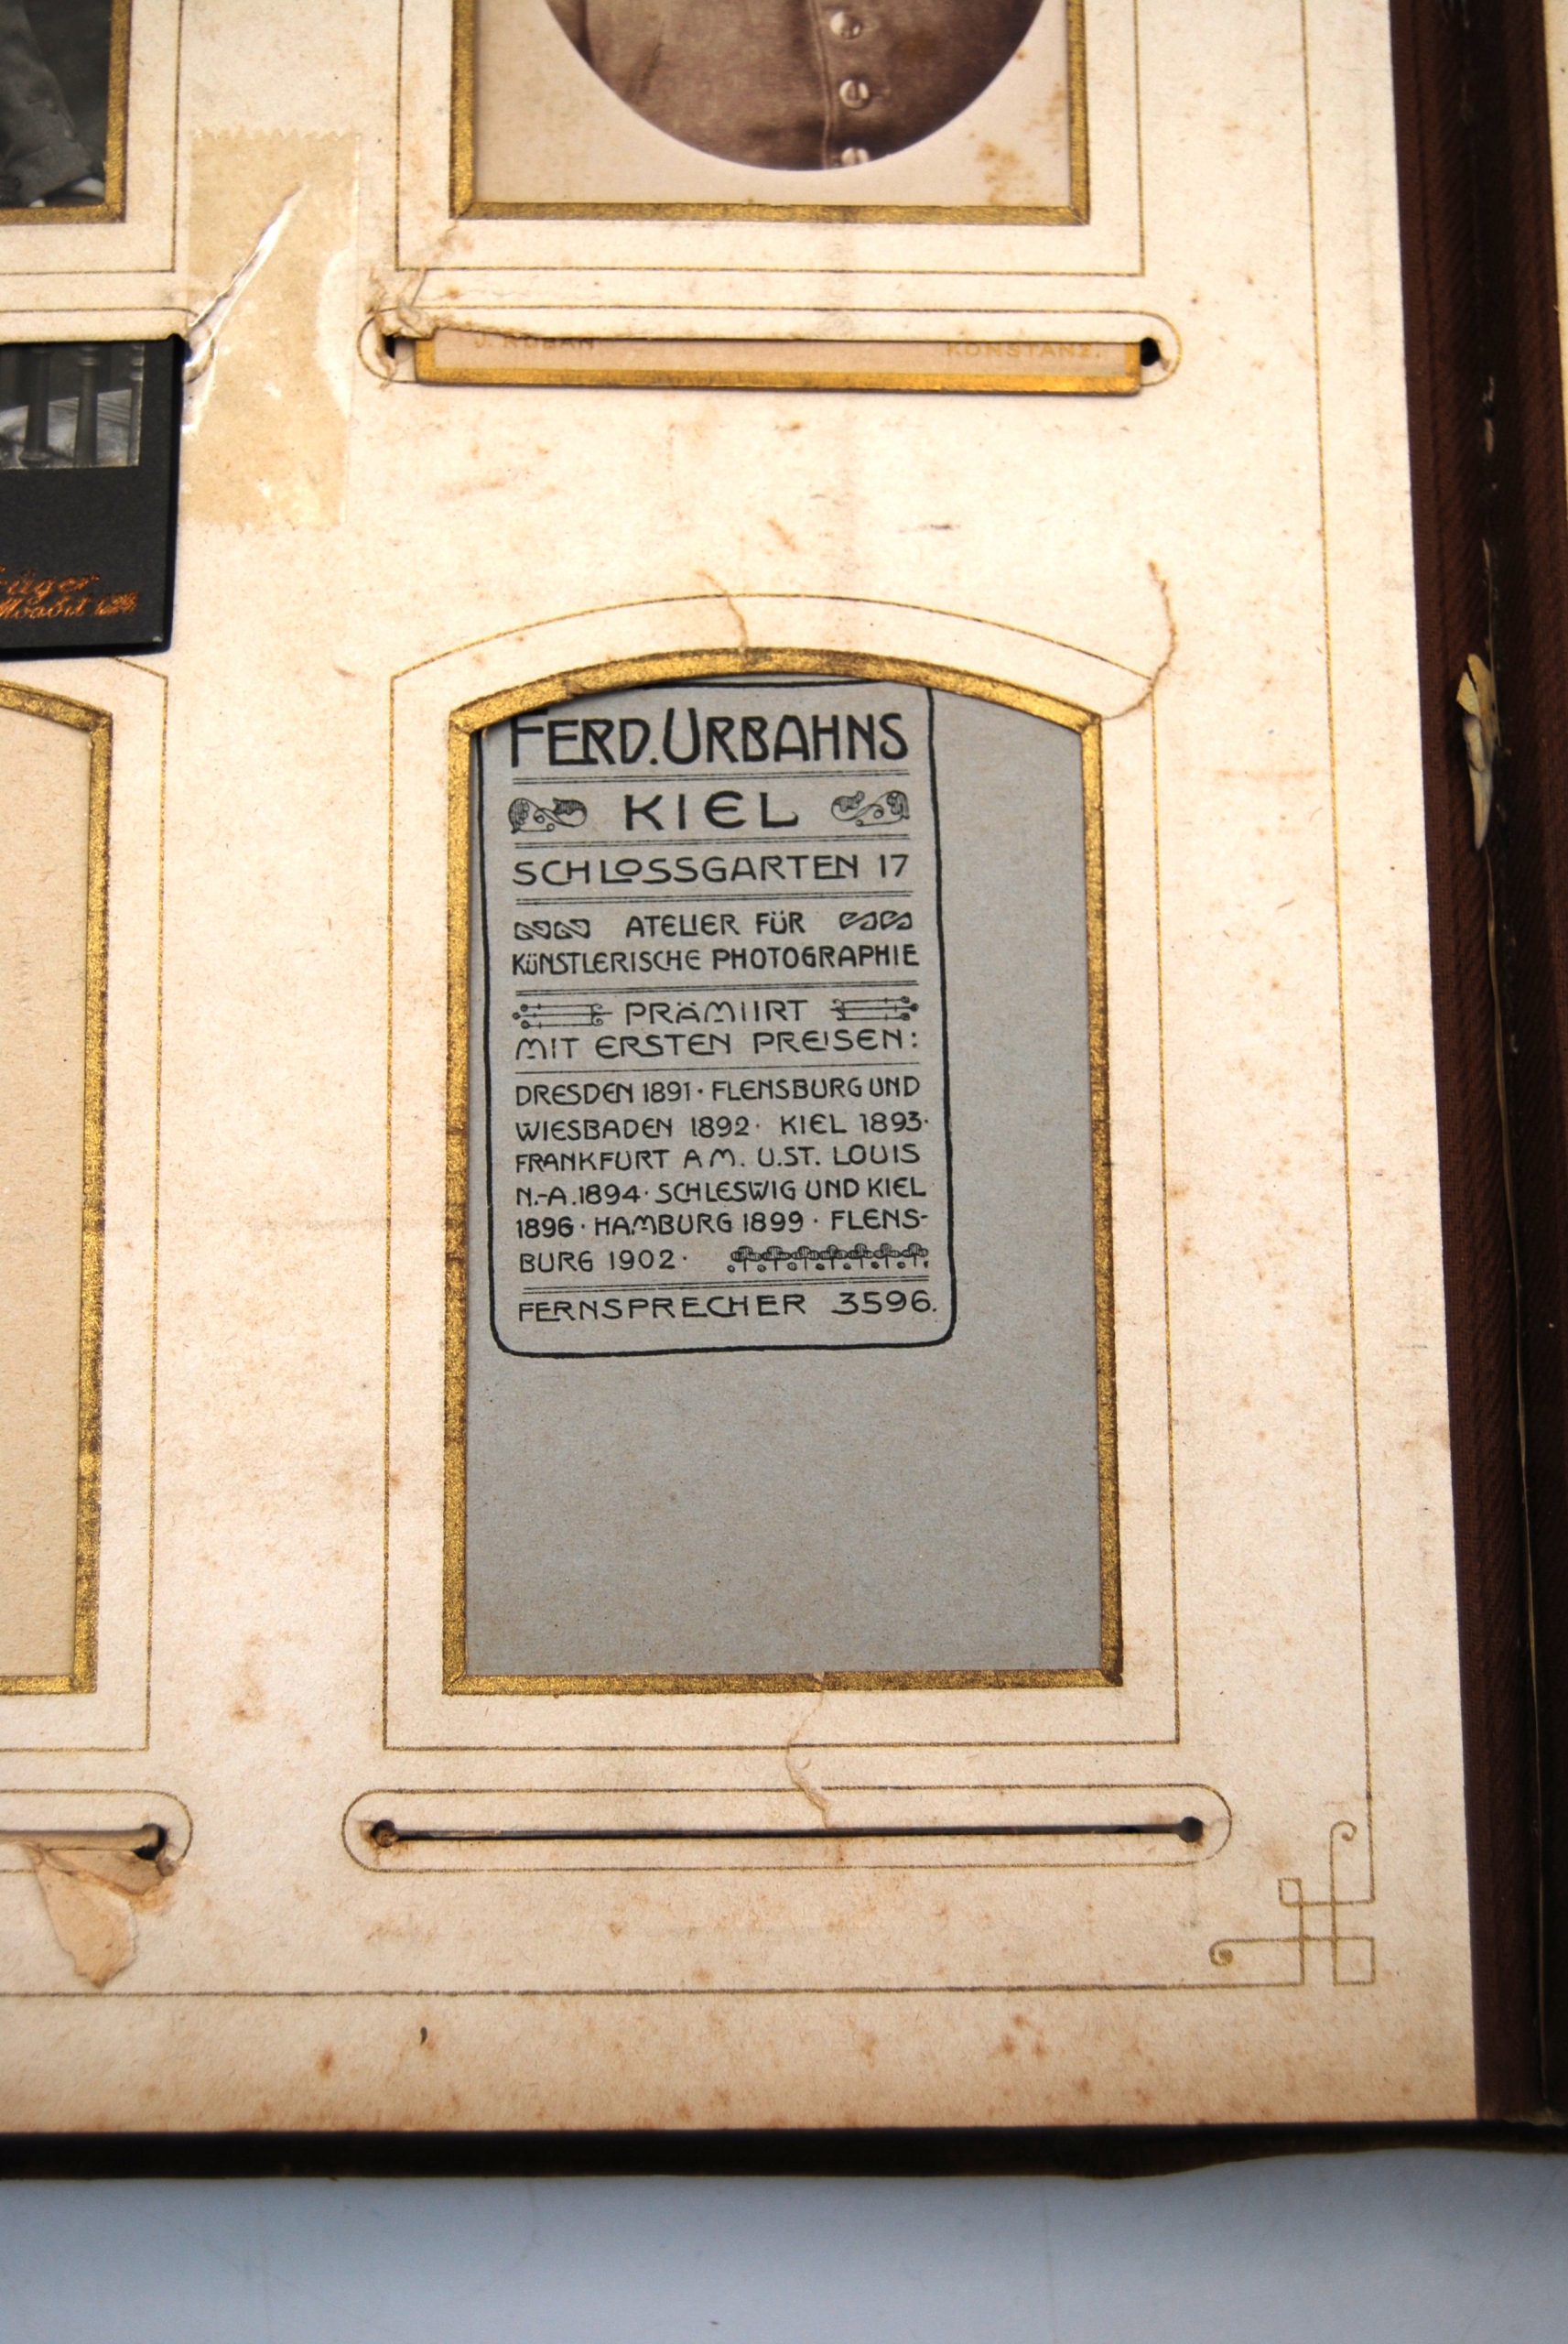 J. RUBAN KONSTANZ.
FERD. URBAHNS
KIEL
SCHLOSSGARTEN 17
ATELIER FÜR
KÜNSTLERISCHE PHOTOGRAPHIE
PRÄMIIRT
MIT ERSTEN PREISEN:
DRESDEN 1891· FLENSBURG UND
WIESBADEN 1892· KIEL 1893·
FRANKFURT A M. U. ST. LOUIS
N.-A. 1894· SCHLESWIG UND KIEL
1896· HAMBURG 1899· FLENS-
BURG 1902·
FERNSPRECHER 3596.